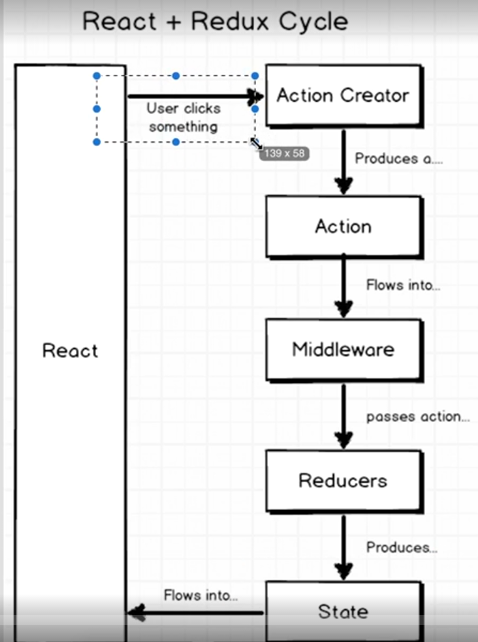 React + Redux Cycle
User clicks
something
Action Creator
139 x 58
Produces a....
Action
Flows into...
React
Middleware
passes action...
Reducers
Produces...
Flows into...
State